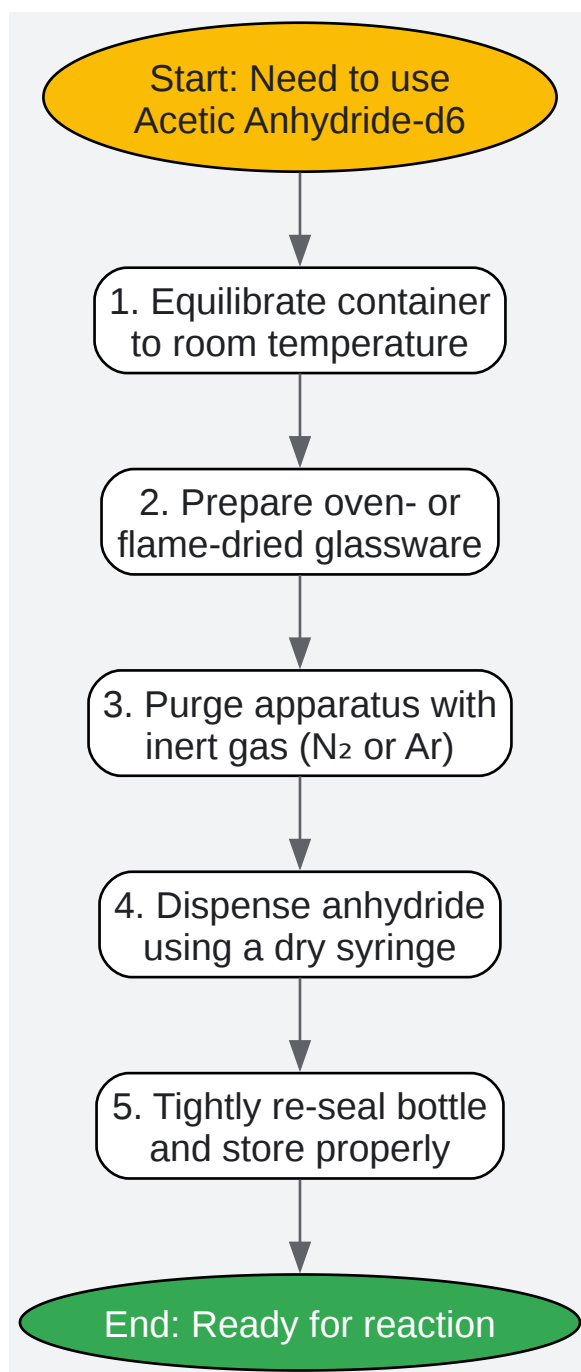 Start: Need to use
Acetic Anhydride-d6
1. Equilibrate container
to room temperature
2. Prepare oven- or
flame-dried glassware
3. Purge apparatus with
inert gas (N₂ or Ar)
4. Dispense anhydride
using a dry syringe
5. Tightly re-seal bottle
and store properly
End: Ready for reaction